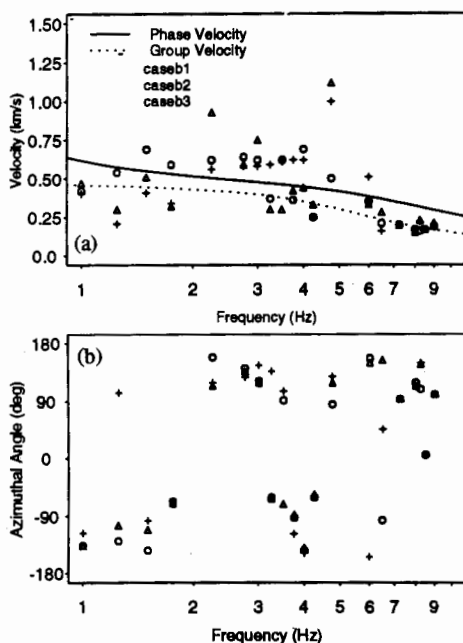 1.50
1.25
1.00
0.75
0.50
0.25
0.0
Velocity (km/s)
(a)
Phase Velocity
Group Velocity
caseb1
caseb2
caseb3
1 2 3 4 5 6 7 9
Frequency (Hz)
(b)
180
90
0
-90
-180
Azimuthal Angle (deg)
1 2 3 4 5 6 7 9
Frequency (Hz)